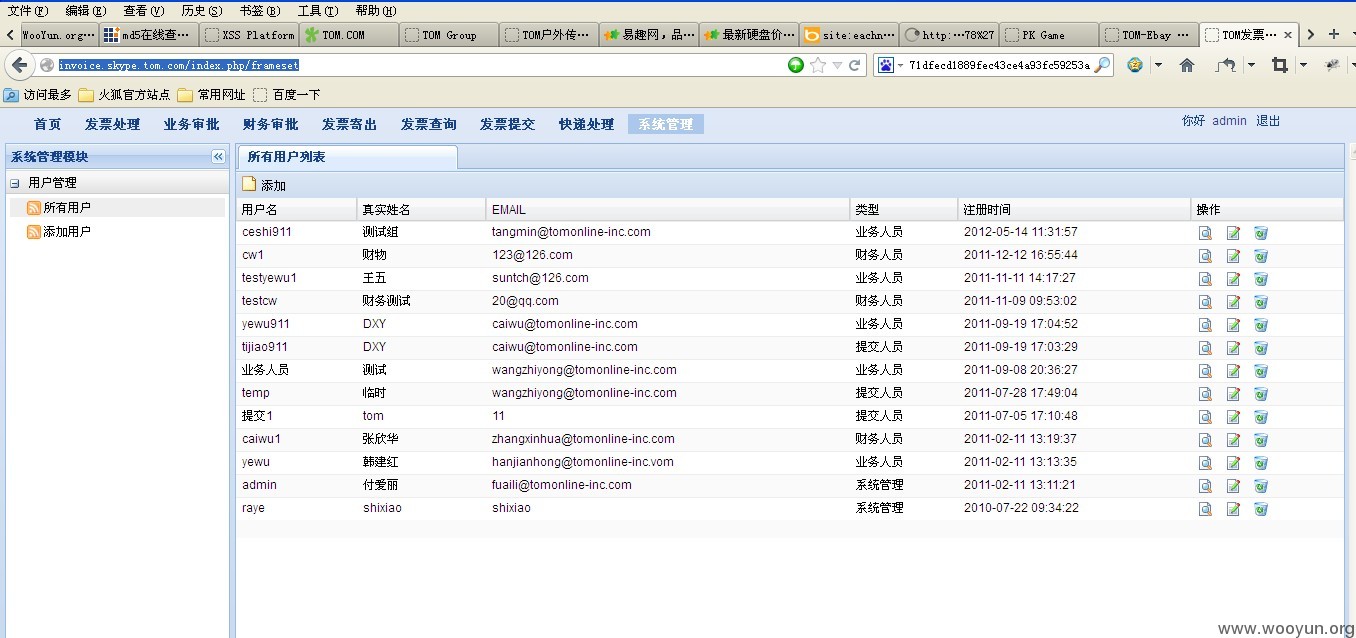 文件(F) 编辑(E) 查看(V) 历史(S) 书签(B) 工具(T) 帮助(H)
WooYun.org··· md5在线查··· XSS Platform TOM.COM TOM Group TOM户外传··· 易趣网，品··· 最新硬盘价··· site:eachn··· http:···78%27 PK Game TOM-Ebay ··· TOM发票···
invoice.skype.tom.com/index.php/frameset 71dfecd1889fec43ce4a93fc59253a
访问最多 火狐官方站点 常用网址 百度一下
首页 发票处理 业务审批 财务审批 发票寄出 发票查询 发票提交 快递处理 系统管理 你好 admin 退出
系统管理模块
用户管理
所有用户
添加用户
所有用户列表
添加
用户名 真实姓名 EMAIL 类型 注册时间 操作
ceshi911 测试组 tangmin@tomonline-inc.com 业务人员 2012-05-14 11:31:57
cw1 财物 123@126.com 财务人员 2011-12-12 16:55:44
testyewu1 王五 suntch@126.com 业务人员 2011-11-11 14:17:27
testcw 财务测试 20@qq.com 财务人员 2011-11-09 09:53:02
yewu911 DXY caiwu@tomonline-inc.com 业务人员 2011-09-19 17:04:52
tijiao911 DXY caiwu@tomonline-inc.com 提交人员 2011-09-19 17:03:29
业务人员 测试 wangzhiyong@tomonline-inc.com 业务人员 2011-09-08 20:36:27
temp 临时 wangzhiyong@tomonline-inc.com 提交人员 2011-07-28 17:49:04
提交1 tom 11 提交人员 2011-07-05 17:10:48
caiwu1 张欣华 zhangxinhua@tomonline-inc.com 财务人员 2011-02-11 13:19:37
yewu 韩建红 hanjianhong@tomonline-inc.vom 业务人员 2011-02-11 13:13:35
admin 付爱丽 fuaili@tomonline-inc.com 系统管理 2011-02-11 13:11:21
raye shixiao shixiao 系统管理 2010-07-22 09:34:22
www.wooyun.org